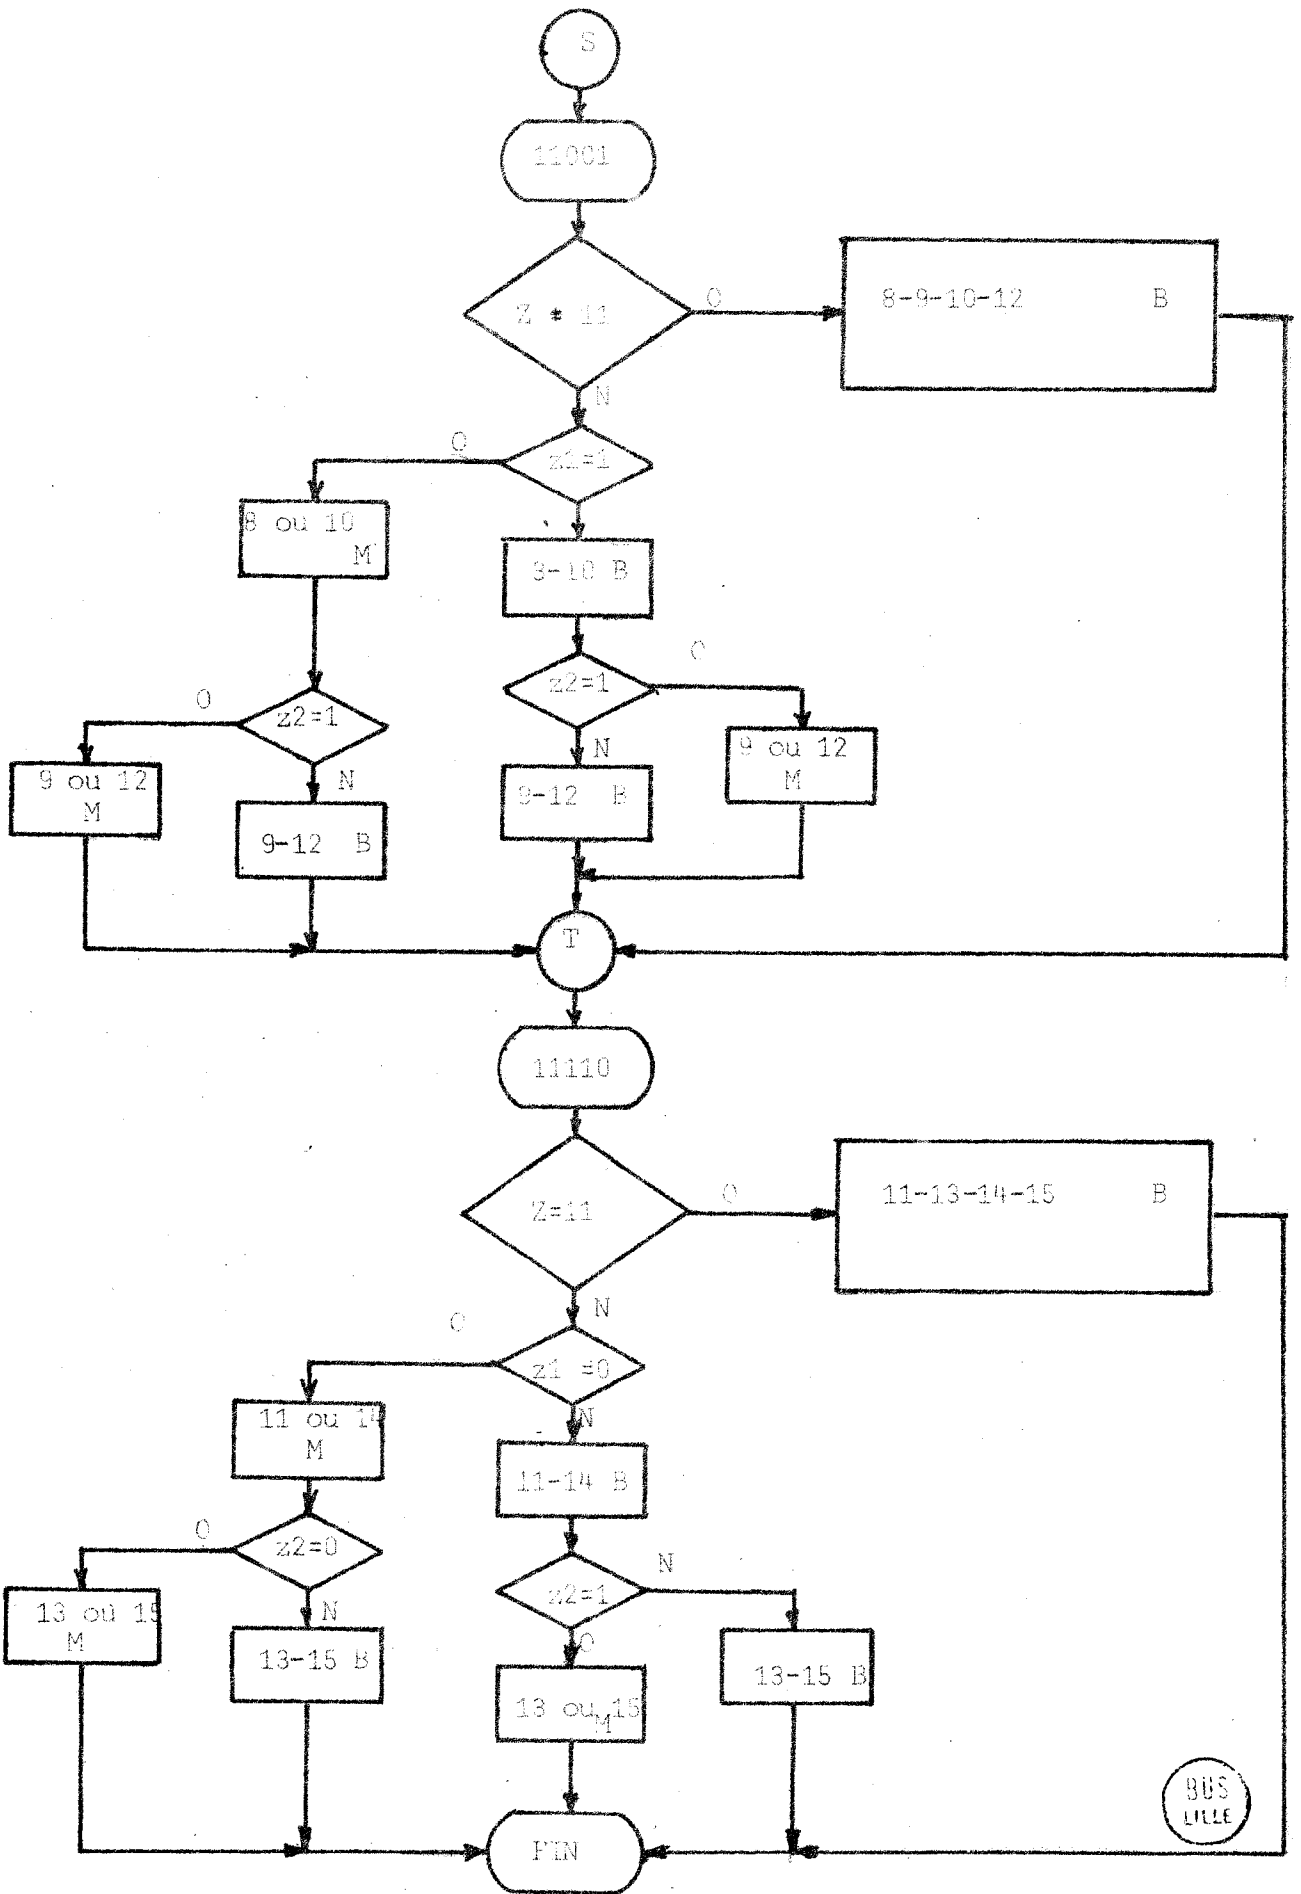 S
11001
Z * 11
O
8-9-10-12 B
N
O
z1=1
8 ou 10
M
3-10 B
O
z2=1
O
z2=1
N
9 ou 12
M
9 ou 12
M
N
9-12 B
9-12 B
T
11110
Z=11
O
11-13-14-15 B
N
O
z1 =0
N
11 ou 14
M
11-14 B
O
z2=0
N
z2=1
N
13 ou 15
M
O
13-15 B
13 ou 15
M
13-15 B
FIN
BUS
LILLE